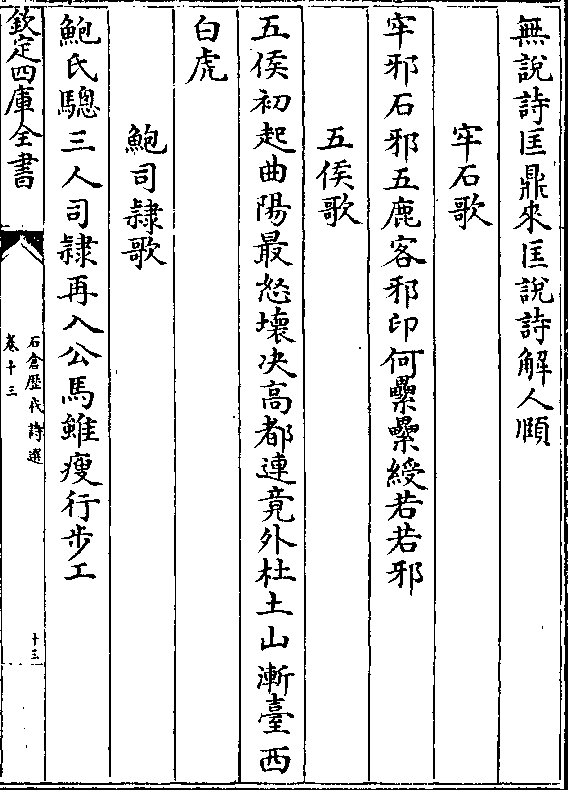 無說詩匡鼎來匡說詩解人頥
牢石歌
牢邪石邪五鹿客邪印何纍纍綬若若邪
五侯歌
五侯初起曲陽最怒壞决高都連竟外杜土山漸臺西
白虎
鮑司隷歌
鮑氏驄三人司隷再入公馬雖瘦行步工
欽定四庫全書
石倉歴代詩選
卷十三
十三